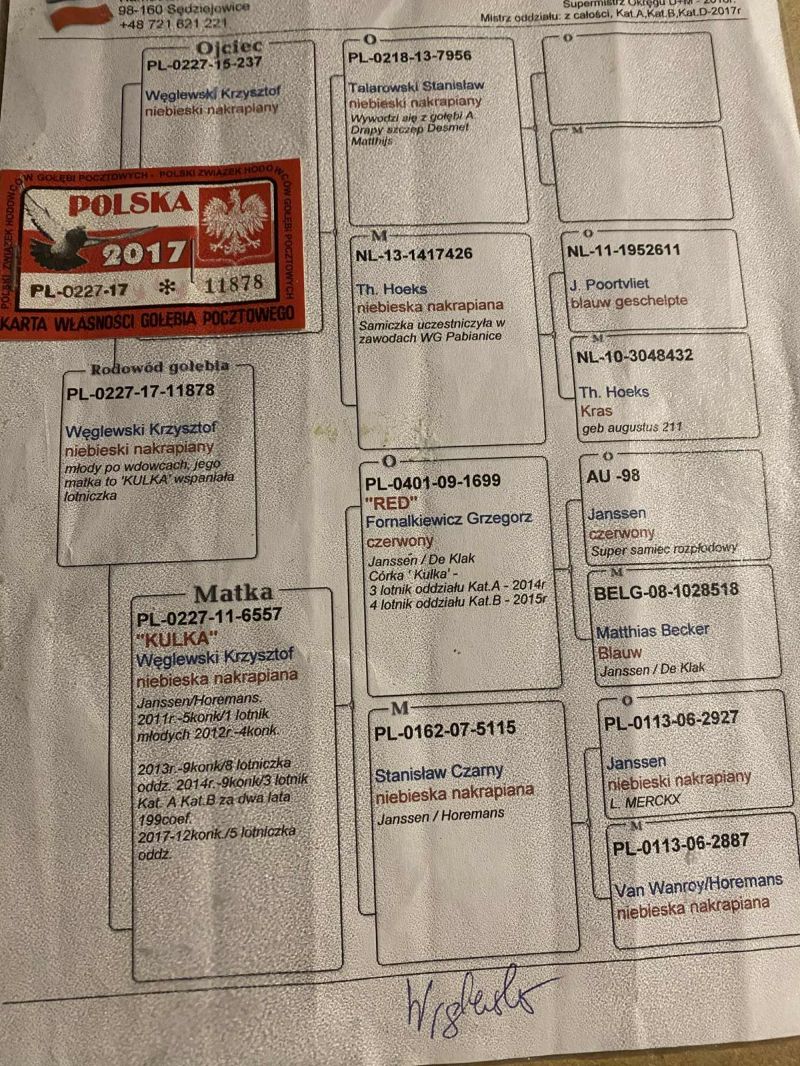 98-160 Sędziejowice
+48 721 621 221
Mistrz oddziału: z całości, Kat.A,Kat.B,Kat.D-2017r
Ojciec
PL-0227-15-237
Węglewski Krzysztof
niebieski nakrapiany
POLSKI ZWIĄZEK HODOWCÓW GOŁĘBI POCZTOWYCH - POLSKI ZWIĄZEK HODOWCÓW GOŁĘBI POCZTOWYCH
POLSKA
2017
PL-0227-17 * 11878
KARTA WŁASNOŚCI GOŁĘBIA POCZTOWEGO
Rodowód gołębia
PL-0227-17-11878
Węglewski Krzysztof
niebieski nakrapiany
młody po wdowcach, jego
matka to 'KULKA' wspaniała
lotniczka
Matka
PL-0227-11-6557
"KULKA"
Węglewski Krzysztof
niebieska nakrapiana
Janssen/Horemans.
2011r.-5konk/1 lotnik
młodych 2012r.-4konk.
2013r.-9konk/8 lotniczka
oddz. 2014r.-9konk/3 lotnik
Kat. A Kat.B za dwa lata
199coef.
2017-12konk./5 lotniczka
oddz.
O
PL-0218-13-7956
Talarowski Stanisław
niebieski nakrapiany
Wywodzi się z gołębi A.
Drapy szczep Desmet
Matthijs
M
NL-13-1417426
Th. Hoeks
niebieska nakrapiana
Samiczka uczestniczyła w
zawodach WG Pabianice
O
PL-0401-09-1699
"RED"
Fornalkiewicz Grzegorz
czerwony
Janssen / De Klak
Córka ' Kulka' -
3 lotnik oddziału Kat.A - 2014r
4 lotnik oddziału Kat.B - 2015r
M
PL-0162-07-5115
Stanisław Czarny
niebieska nakrapiana
Janssen / Horemans
O
M
O
NL-11-1952611
J. Poortvliet
blauw geschelpte
M
NL-10-3048432
Th. Hoeks
Kras
geb augustus 211
O
AU -98
Janssen
czerwony
Super samiec rozpłodowy
M
BELG-08-1028518
Matthias Becker
Blauw
Janssen / De Klak
O
PL-0113-06-2927
Janssen
niebieski nakrapiany
L. MERCKX
M
PL-0113-06-2887
Van Wanroy/Horemans
niebieska nakrapiana